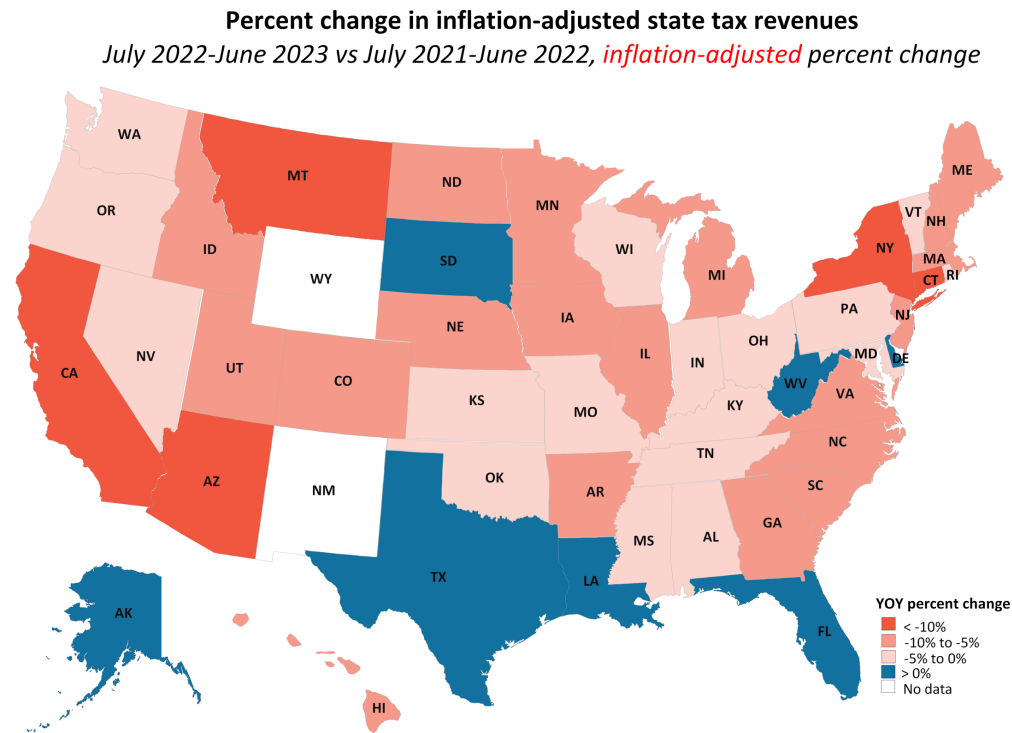 Percent change in inflation-adjusted state tax revenues
July 2022-June 2023 vs July 2021-June 2022, inflation-adjusted percent change
WA
MT
ND
MN
ME
OR
ID
WY
SD
WI
MI
VT
NH
NY
MA
CT
RI
NE
IA
PA
NJ
NV
UT
CO
IL
IN
OH
MD
DE
CA
KS
MO
KY
WV
VA
AZ
NM
OK
AR
TN
NC
SC
MS
AL
GA
TX
LA
AK
FL
HI
YOY percent change
< -10%
-10% to -5%
-5% to 0%
> 0%
No data